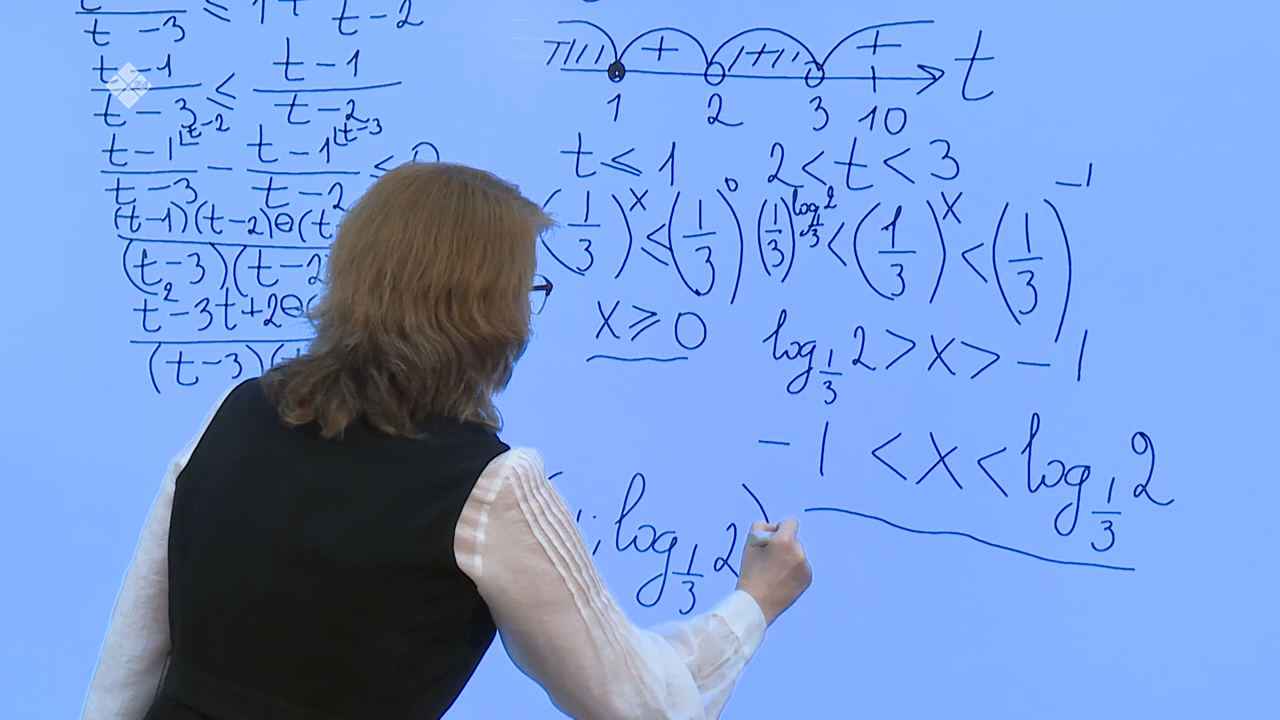 t/(t-3) ≤ 1 + /(t-2)
(t-1)/(t-3) ≤ (t-1)/(t-2)
(t-1)/(t-3) |t-2 - (t-1)/(t-2) |t-3 ≤ 0
(t-1)(t-2)⊖(t
(t-3)(t-2
t²-3t+2⊖(
(t-3)(
+ + + t
1 2 3 10
t ≤ 1 2 < t < 3
(1/3)^x ≤ (1/3)^0 (1/3)^(log_(1/3) 2) < (1/3)^x < (1/3)^(-1)
x ≥ 0 log_(1/3) 2 > x > -1
-1 < x < log_(1/3) 2
; log_(1/3) 2)